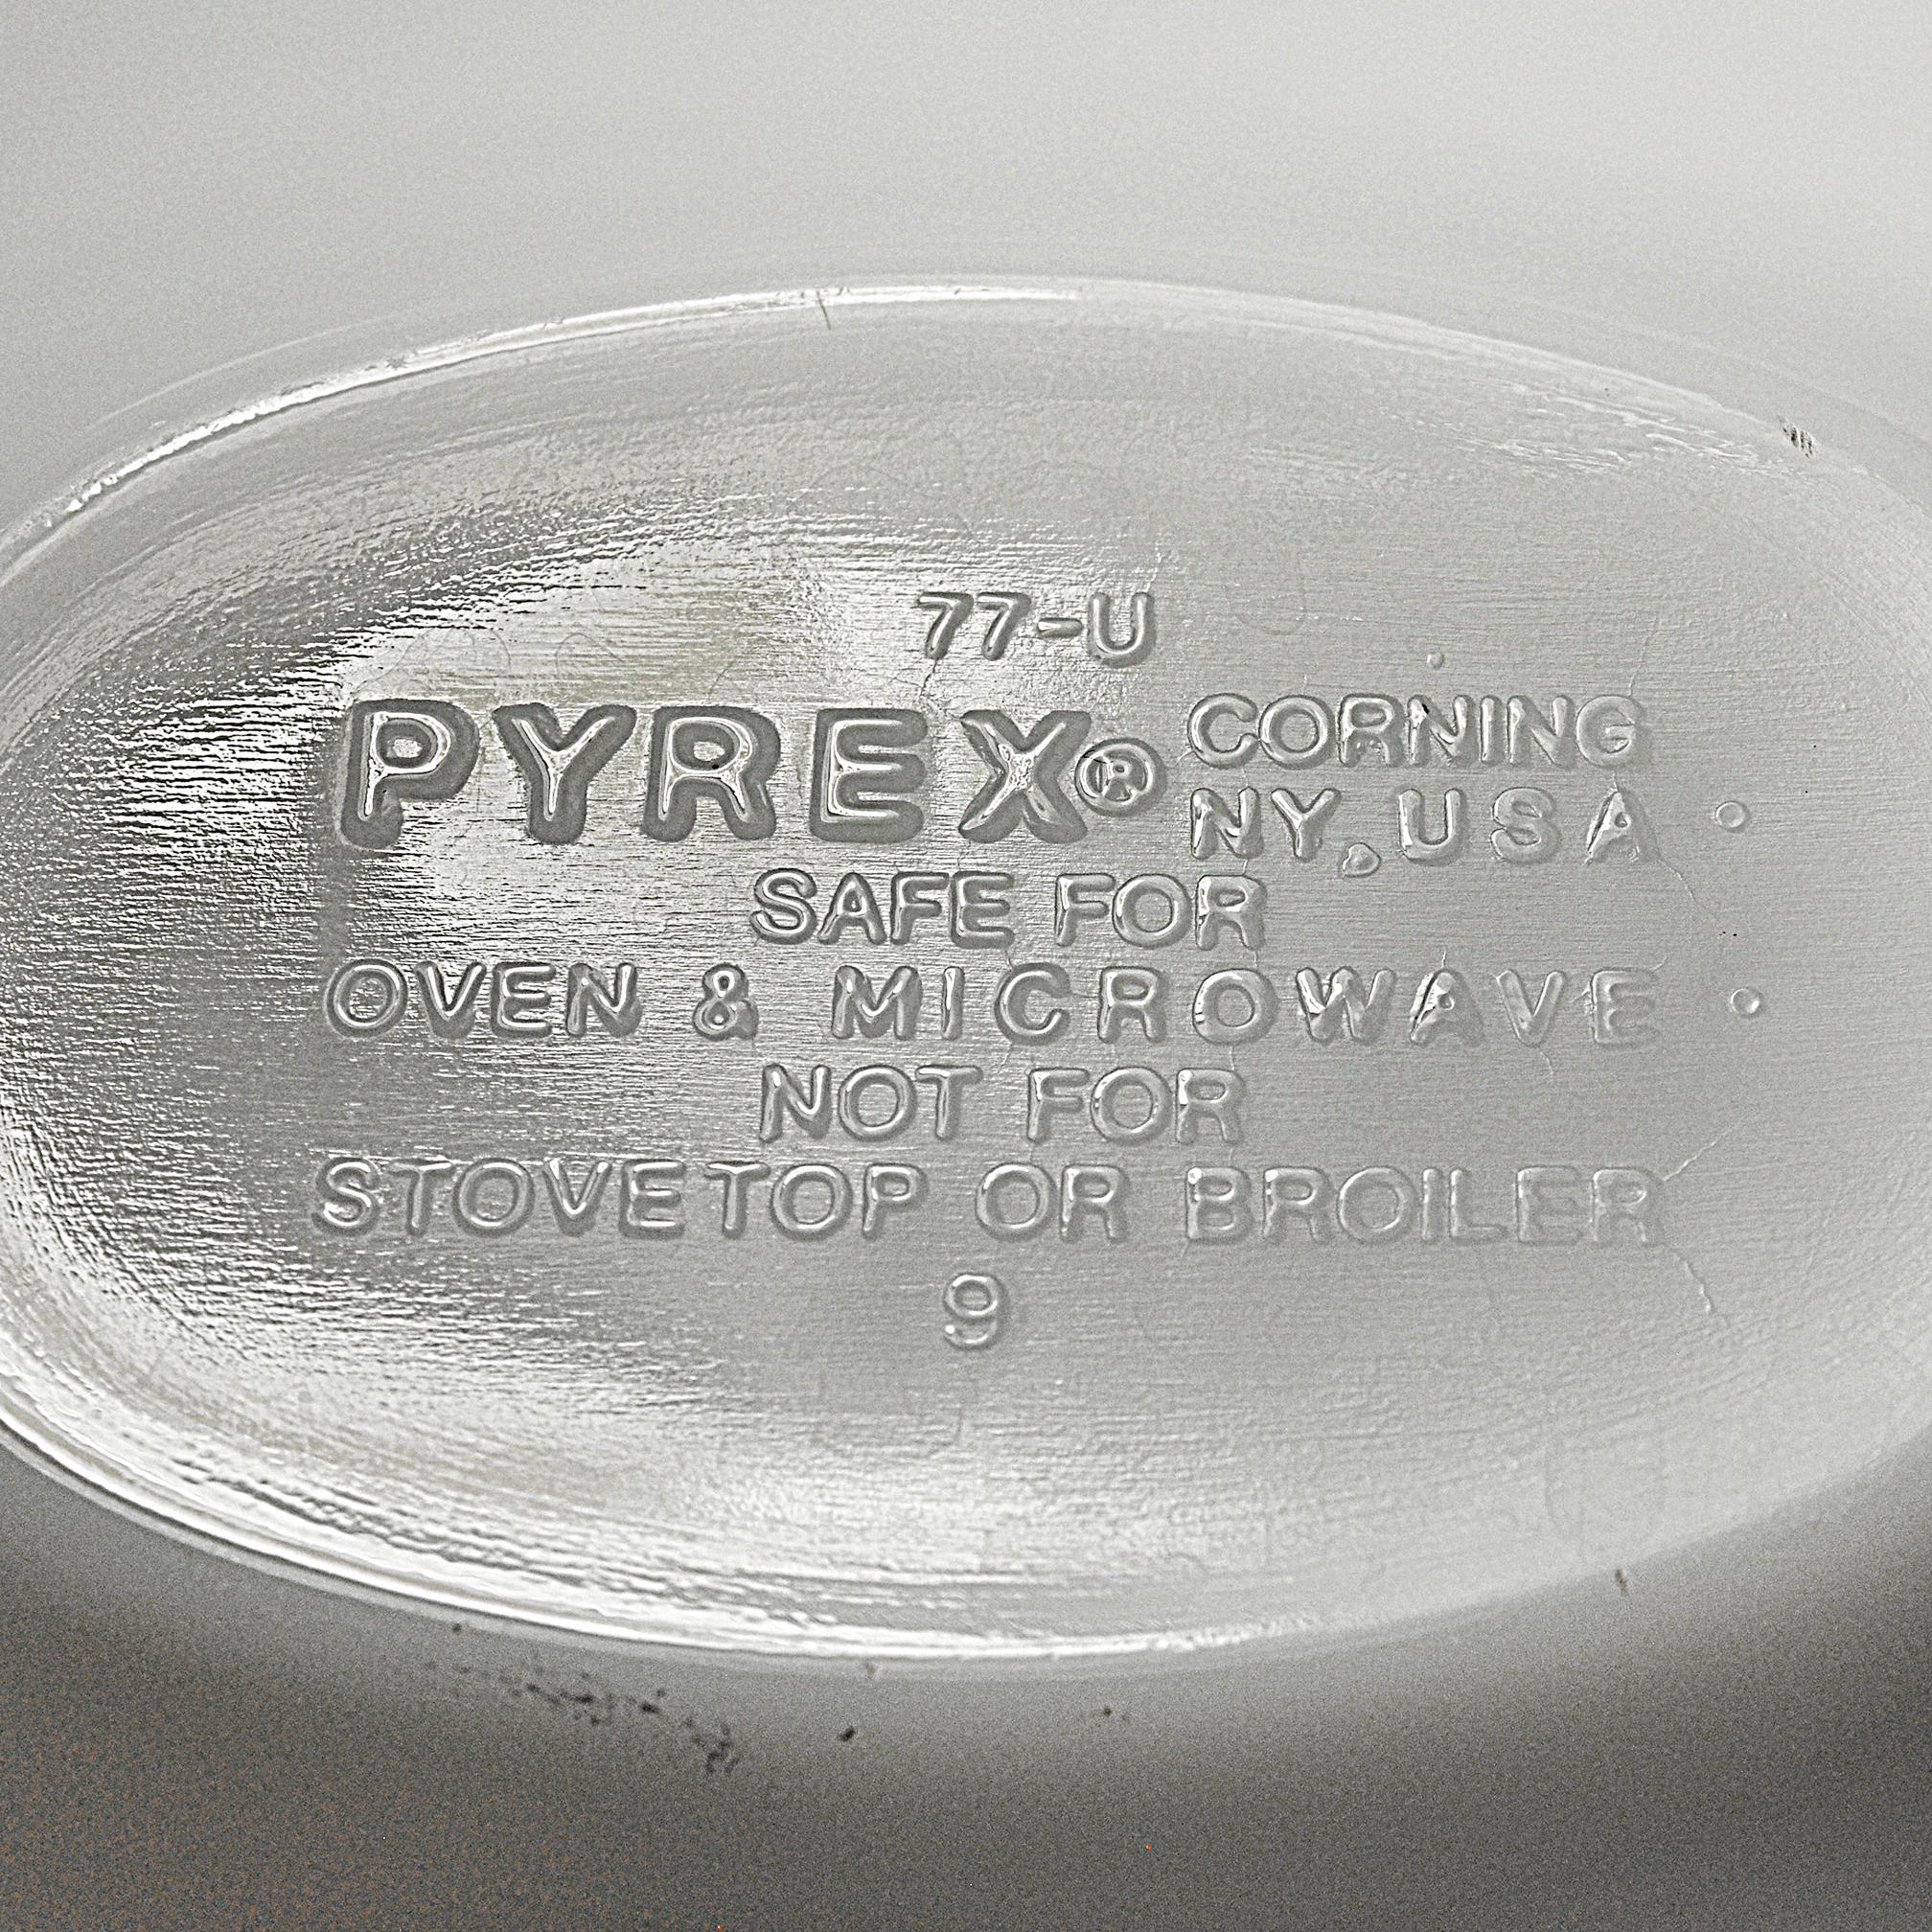 77-U
PYREX® CORNING
NY, USA
SAFE FOR
OVEN & MICROWAVE
NOT FOR
STOVETOP OR BROILER
9